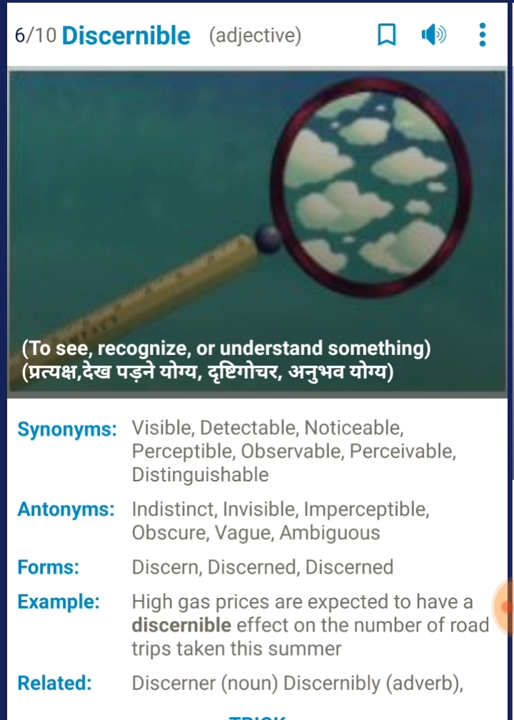 6/10 Discernible (adjective)
(To see, recognize, or understand something)
(प्रत्यक्ष,देख पड़ने योग्य, दृष्टिगोचर, अनुभव योग्य)
Synonyms: Visible, Detectable, Noticeable,
Perceptible, Observable, Perceivable,
Distinguishable
Antonyms: Indistinct, Invisible, Imperceptible,
Obscure, Vague, Ambiguous
Forms: Discern, Discerned, Discerned
Example: High gas prices are expected to have a
discernible effect on the number of road
trips taken this summer
Related: Discerner (noun) Discernibly (adverb),